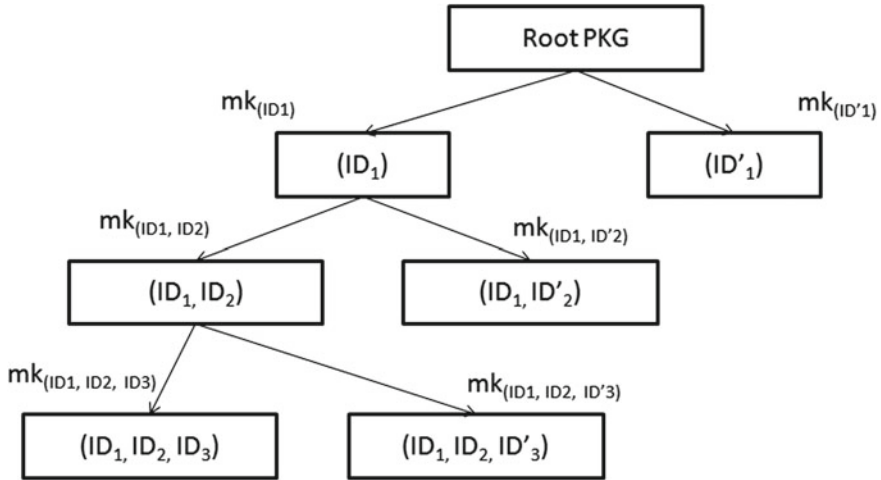 Root PKG
mk(ID1)
mk(ID'1)
(ID₁)
(ID'₁)
mk(ID1, ID2)
mk(ID1, ID'2)
(ID₁, ID₂)
(ID₁, ID'₂)
mk(ID1, ID2, ID3)
mk(ID1, ID2, ID'3)
(ID₁, ID₂, ID₃)
(ID₁, ID₂, ID'₃)